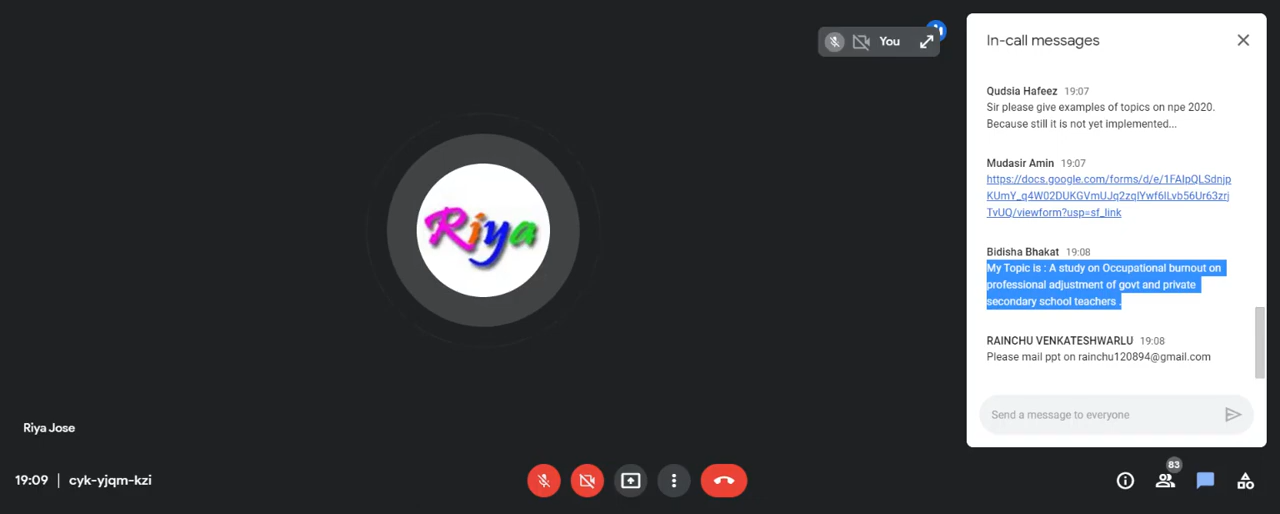 You
In-call messages
Qudsia Hafeez 19:07
Sir please give examples of topics on npe 2020.
Because still it is not yet implemented...
Mudasir Amin 19:07
https://docs.google.com/forms/d/e/1FAIpQLSdnjp
KUmY_q4W02DUKGVmUJq2zqlYwf6ILvb56Ur63zrj
TvUQ/viewform?usp=sf_link
Bidisha Bhakat 19:08
My Topic is : A study on Occupational burnout on
professional adjustment of govt and private
secondary school teachers .
RAINCHU VENKATESHWARLU 19:08
Please mail ppt on rainchu120894@gmail.com
Send a message to everyone
Riya
Riya Jose
19:09 | cyk-yjqm-kzi
83